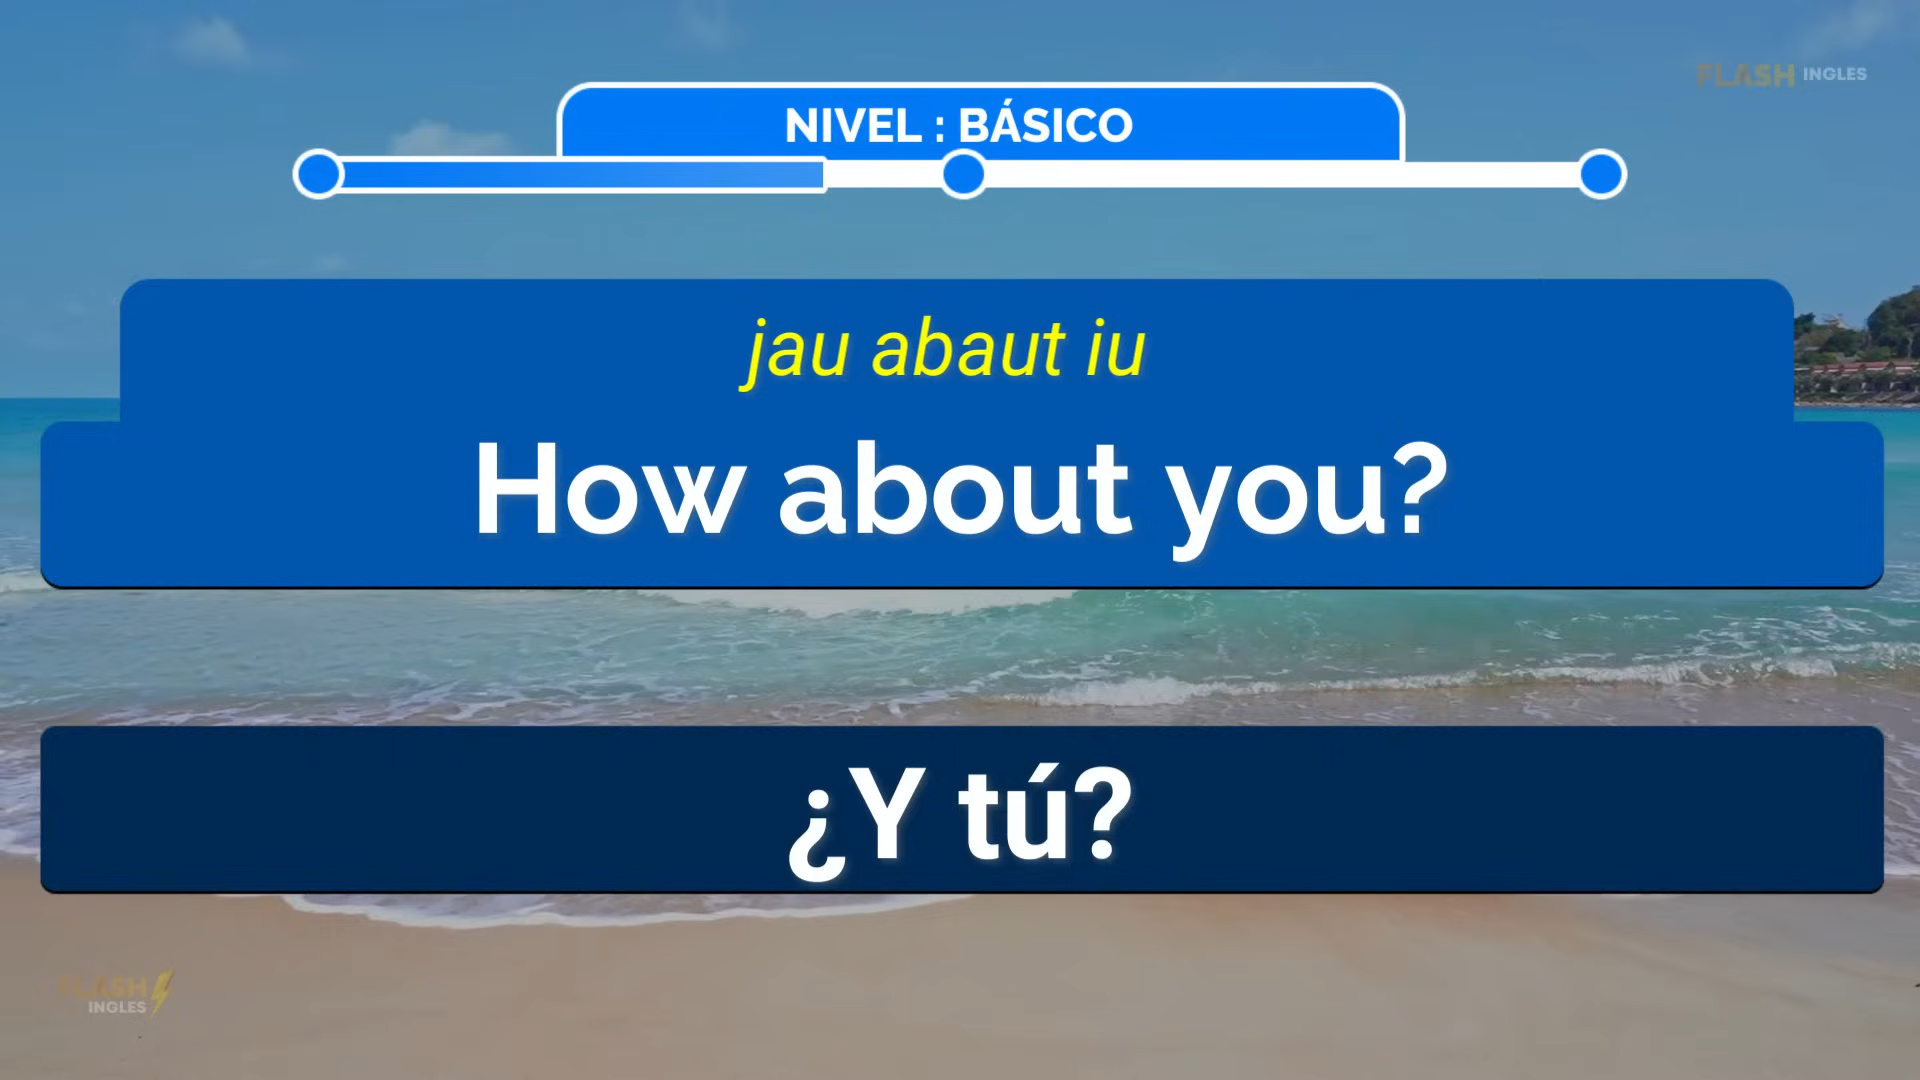 FLASH INGLES
NIVEL : BÁSICO
jau abaut iu
How about you?
¿Y tú?
FLASH
INGLES